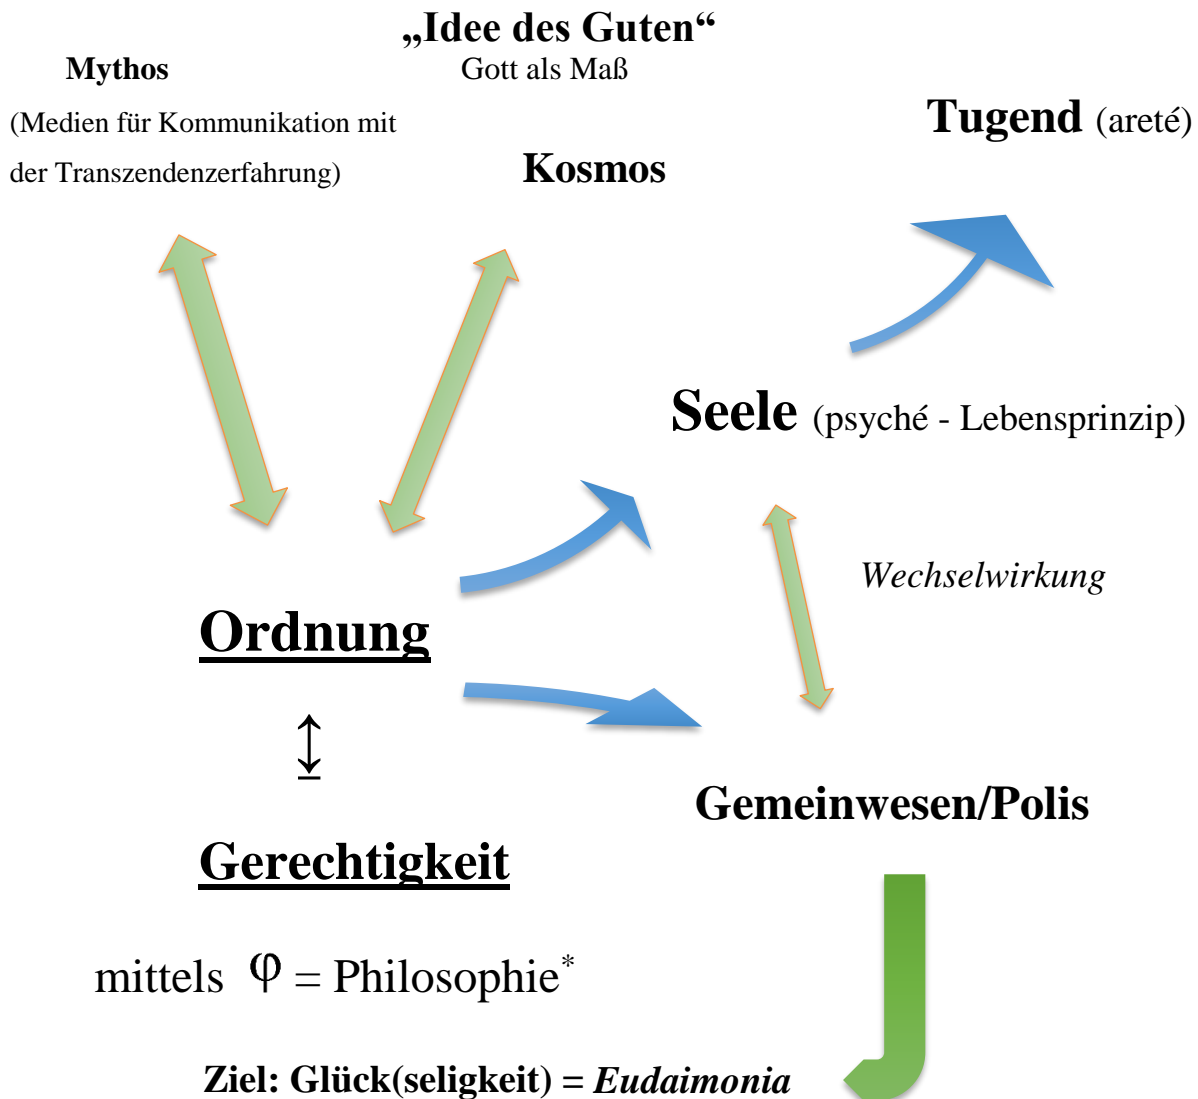 „Idee des Guten“
Mythos
Gott als Maß
(Medien für Kommunikation mit
der Transzendenzerfahrung)
Kosmos
Tugend (areté)
Seele (psyché - Lebensprinzip)
Wechselwirkung
Ordnung
↕
Gemeinwesen/Polis
Gerechtigkeit
mittels φ = Philosophie*
Ziel: Glück(seligkeit) = Eudaimonia